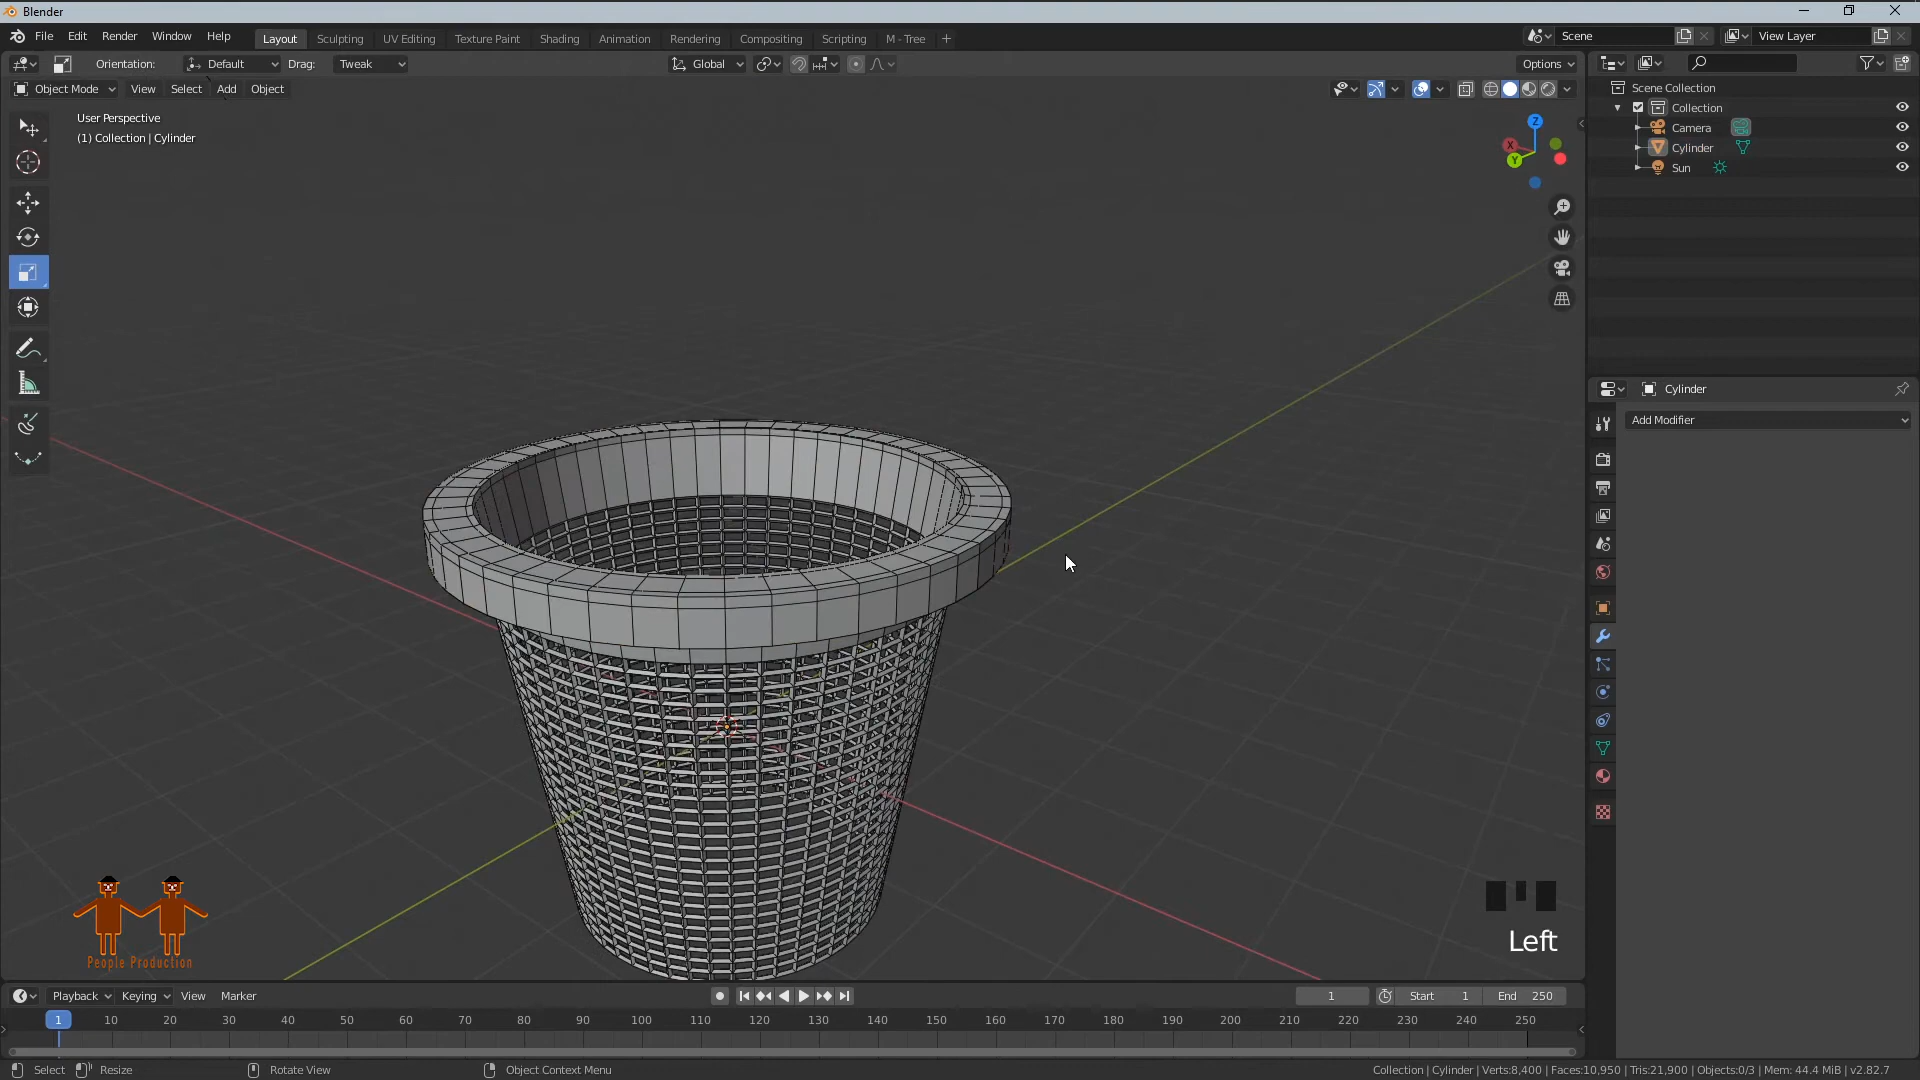 Blender
File Edit Render Window Help Layout Sculpting UV Editing Texture Paint Shading Animation Rendering Compositing Scripting M - Tree + Scene View Layer
Orientation: Default Drag: Tweak Global Options
Object Mode View Select Add Object
User Perspective
(1) Collection | Cylinder
Z
X
Y
Scene Collection
Collection
Camera
Cylinder
Sun
Cylinder
Add Modifier
People Production
Left
Playback Keying View Marker 1 Start 1 End 250
1 10 20 30 40 50 60 70 80 90 100 110 120 130 140 150 160 170 180 190 200 210 220 230 240 250
Select Resize Rotate View Object Context Menu Collection | Cylinder | Verts:8,400 | Faces:10,950 | Tris:21,900 | Objects:0/3 | Mem: 44.4 MiB | v2.82.7